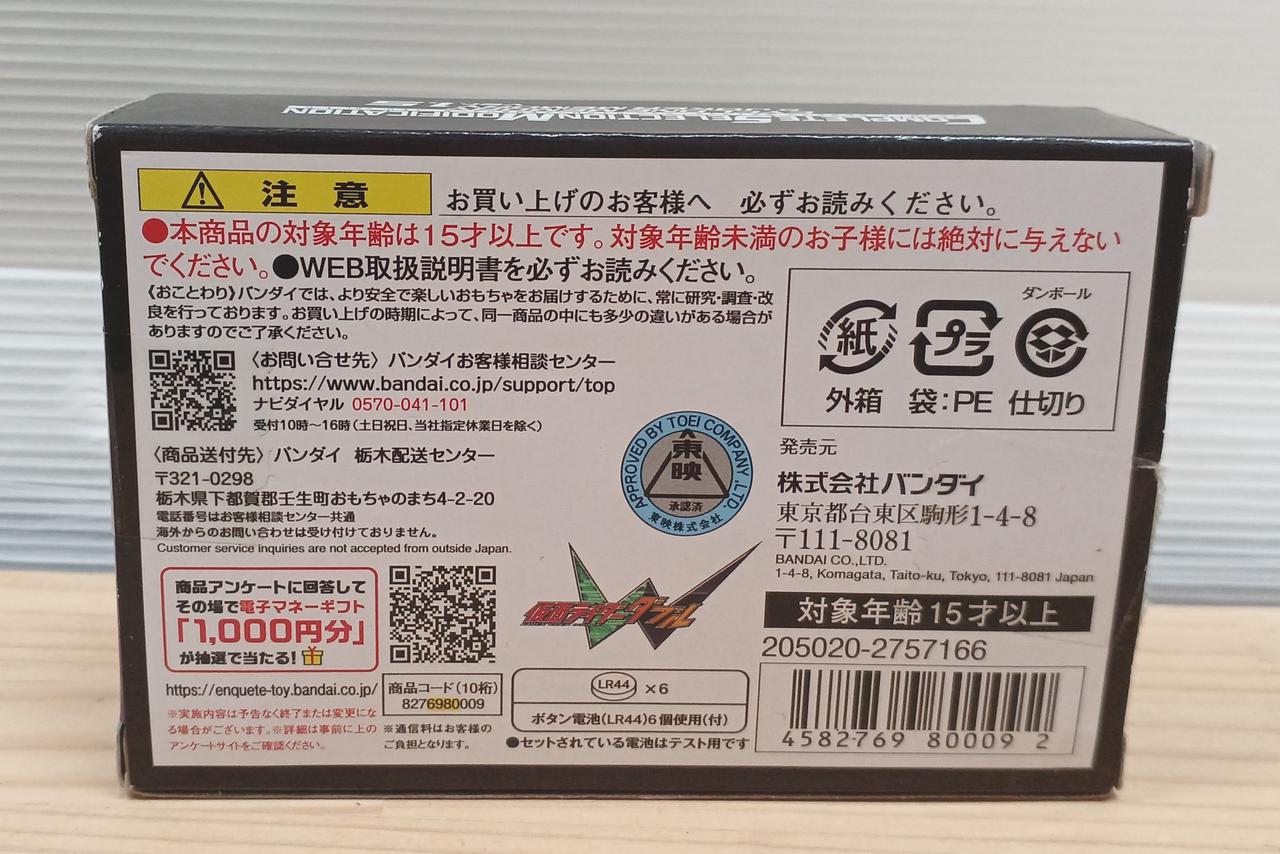 COMPLETE SELECTION MODIFICATION
注意
お買い上げのお客様へ 必ずお読みください。
●本商品の対象年齢は15才以上です。対象年齢未満のお子様には絶対に与えない
でください。●WEB取扱説明書を必ずお読みください。
《おことわり》バンダイでは、より安全で楽しいおもちゃをお届けするために、常に研究・調査・改
良を行っております。お買い上げの時期によって、同一商品の中にも多少の違いがある場合が
ありますのでご了承ください。
〈お問い合せ先〉バンダイお客様相談センター
https://www.bandai.co.jp/support/top
ナビダイヤル 0570-041-101
受付10時〜16時(土日祝日、当社指定休業日を除く)
〈商品送付先〉バンダイ 栃木配送センター
〒321-0298
栃木県下都賀郡壬生町おもちゃのまち4-2-20
電話番号はお客様相談センター共通
海外からのお問い合わせは受け付けておりません。
Customer service inquiries are not accepted from outside Japan.
商品アンケートに回答して
その場で電子マネーギフト
「1,000円分」
が抽選で当たる!
https://enquete-toy.bandai.co.jp/
※実施内容は予告なく終了または変更にな
る場合がございます。※詳細は事前に上の
アンケートサイトをご確認ください。
商品コード(10桁)
8276980009
※通信料はお客様の
ご負担となります。
APPROVED BY TOEI COMPANY, LTD.
東映
承認済
東映株式会社
仮面ライダーダブル
W
LR44 ×6
ボタン電池(LR44)6個使用(付)
●セットされている電池はテスト用です
ダンボール
紙
プラ
外箱 袋:PE 仕切り
発売元
株式会社バンダイ
東京都台東区駒形1-4-8
〒111-8081
BANDAI CO.,LTD.
1-4-8, Komagata, Taito-ku, Tokyo, 111-8081 Japan
対象年齢15才以上
205020-2757166
4582769 80009 2